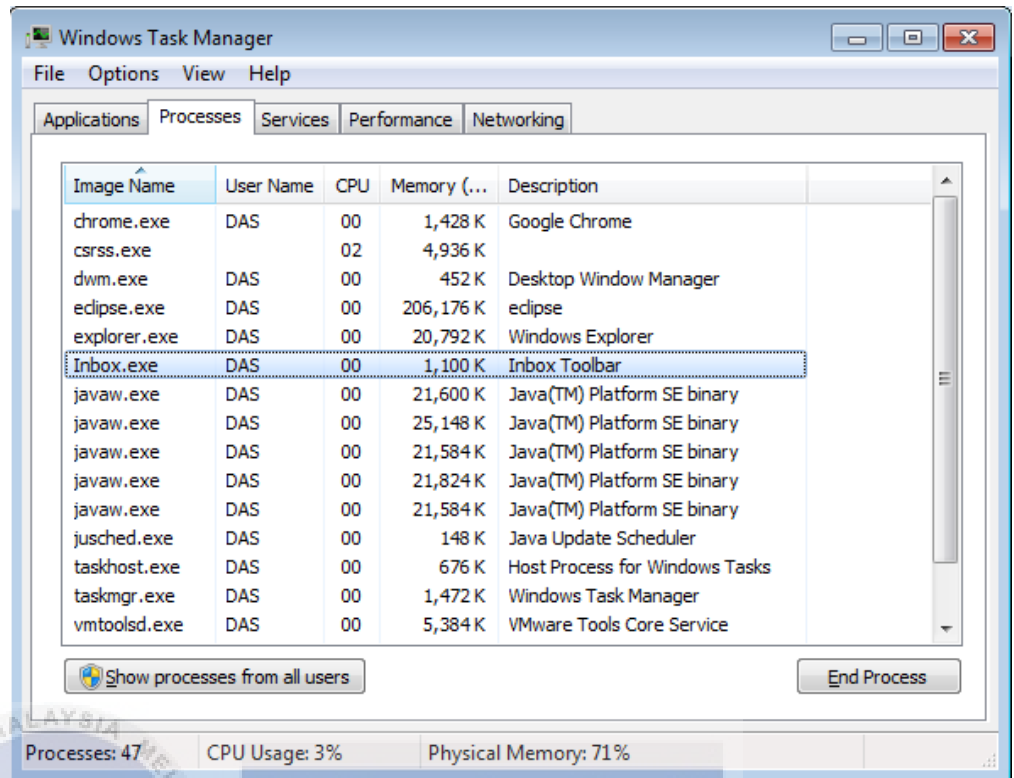 Windows Task Manager
File Options View Help
Applications Processes Services Performance Networking
Image Name User Name CPU Memory (... Description
chrome.exe DAS 00 1,428 K Google Chrome
csrss.exe 02 4,936 K
dwm.exe DAS 00 452 K Desktop Window Manager
eclipse.exe DAS 00 206,176 K eclipse
explorer.exe DAS 00 20,792 K Windows Explorer
Inbox.exe DAS 00 1,100 K Inbox Toolbar
javaw.exe DAS 00 21,600 K Java(TM) Platform SE binary
javaw.exe DAS 00 25,148 K Java(TM) Platform SE binary
javaw.exe DAS 00 21,584 K Java(TM) Platform SE binary
javaw.exe DAS 00 21,824 K Java(TM) Platform SE binary
javaw.exe DAS 00 21,584 K Java(TM) Platform SE binary
jusched.exe DAS 00 148 K Java Update Scheduler
taskhost.exe DAS 00 676 K Host Process for Windows Tasks
taskmgr.exe DAS 00 1,472 K Windows Task Manager
vmtoolsd.exe DAS 00 5,384 K VMware Tools Core Service
Show processes from all users End Process
Processes: 47 CPU Usage: 3% Physical Memory: 71%